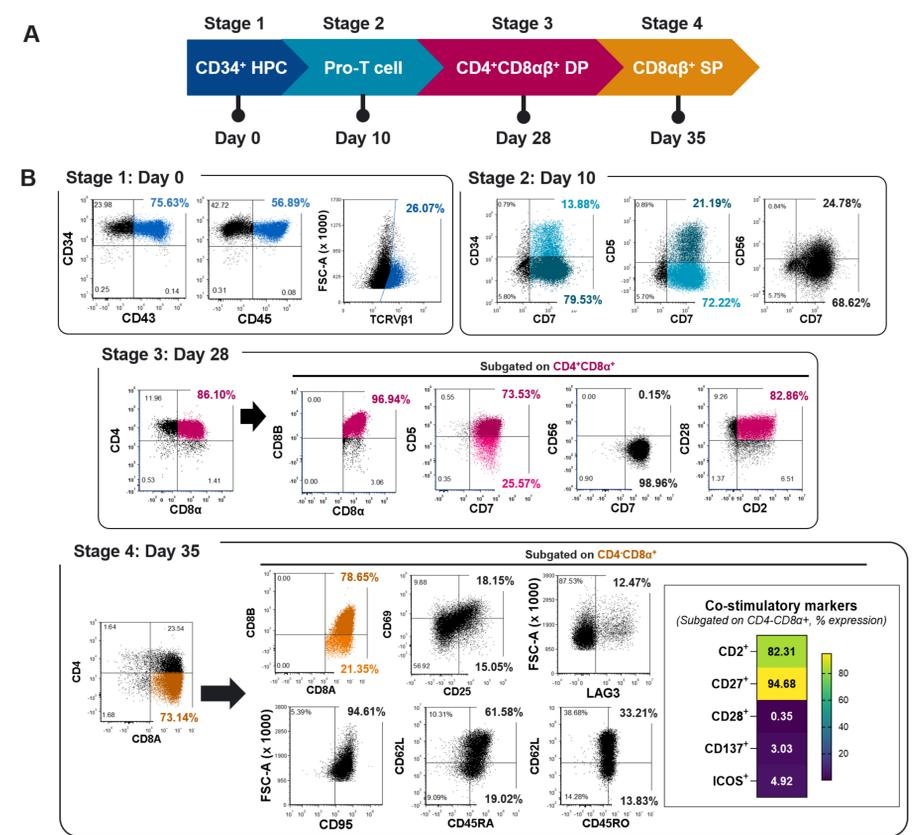 A
Stage 1
Stage 2
Stage 3
Stage 4
CD34⁺ HPC
Pro-T cell
CD4⁺CD8αβ⁺ DP
CD8αβ⁺ SP
Day 0
Day 10
Day 28
Day 35
B
Stage 1: Day 0
23.98
75.63%
CD34
0.25
0.14
CD43
42.72
56.89%
0.31
0.08
CD45
FSC-A (x 1000)
26.07%
TCRVβ1
Stage 2: Day 10
0.79%
13.88%
CD34
5.80%
79.53%
CD7
0.89%
21.19%
CD5
5.70%
72.22%
CD7
0.84%
24.78%
CD56
5.75%
68.62%
CD7
Stage 3: Day 28
Subgated on CD4⁺CD8α⁺
11.96
86.10%
CD4
0.53
1.41
CD8α
0.00
96.94%
CD8B
0.00
3.06
CD8α
0.55
73.53%
CD5
0.35
25.57%
CD7
0.00
0.15%
CD56
0.90
98.96%
CD7
9.26
82.86%
CD28
1.37
6.51
CD2
Stage 4: Day 35
Subgated on CD4⁻CD8α⁺
1.64
23.54
CD4
1.68
73.14%
CD8A
0.00
78.65%
CD8B
0.00
21.35%
CD8A
9.88
18.15%
CD69
56.92
15.05%
CD25
FSC-A (x 1000)
87.53%
12.47%
LAG3
FSC-A (x 1000)
5.39%
94.61%
CD95
10.31%
61.58%
CD62L
9.09%
19.02%
CD45RA
38.68%
33.21%
CD62L
14.28%
13.83%
CD45RO
Co-stimulatory markers
(Subgated on CD4-CD8α+, % expression)
CD2⁺ 82.31
CD27⁺ 94.68
CD28⁺ 0.35
CD137⁺ 3.03
ICOS⁺ 4.92
80
60
40
20